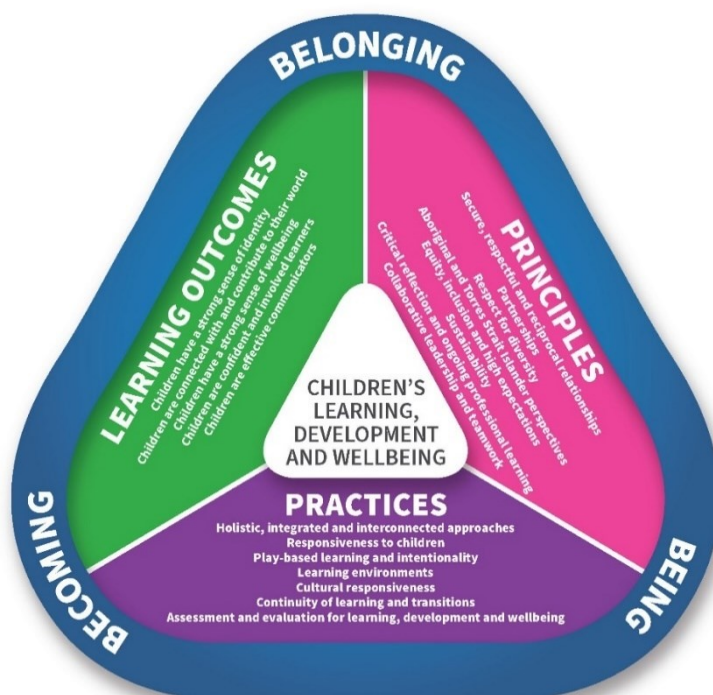 BELONGING
LEARNING OUTCOMES
Children have a strong sense of identity
Children are connected with and contribute to their world
Children have a strong sense of wellbeing
Children are confident and involved learners
Children are effective communicators
PRINCIPLES
Secure, respectful and reciprocal relationships
Partnerships
Respect for diversity
Aboriginal and Torres Strait Islander perspectives
Equity, inclusion and high expectations
Sustainability
Critical reflection and ongoing professional learning
Collaborative leadership and teamwork
CHILDREN'S
LEARNING,
DEVELOPMENT
AND WELLBEING
PRACTICES
Holistic, integrated and interconnected approaches
Responsiveness to children
Play-based learning and intentionality
Learning environments
Cultural responsiveness
Continuity of learning and transitions
Assessment and evaluation for learning, development and wellbeing
BECOMING
BEING